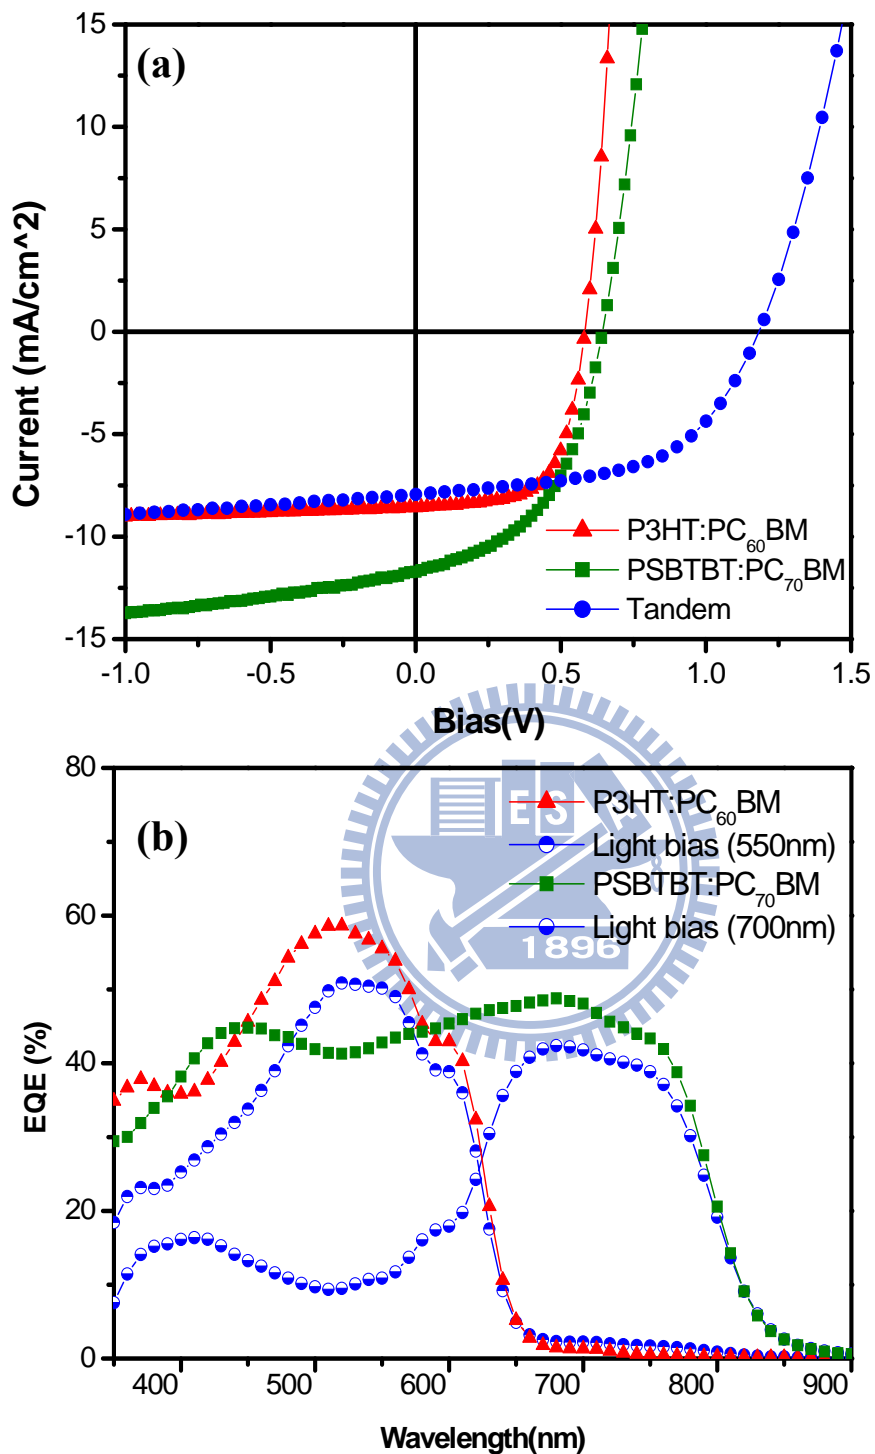 (a)
15
10
5
0
-5
-10
-15
Current (mA/cm^2)
P3HT:PC60BM
PSBTBT:PC70BM
Tandem
-1.0 -0.5 0.0 0.5 1.0 1.5
Bias(V)
(b)
80
60
40
20
0
EQE (%)
P3HT:PC60BM
Light bias (550nm)
PSBTBT:PC70BM
Light bias (700nm)
ES
1896
400 500 600 700 800 900
Wavelength(nm)